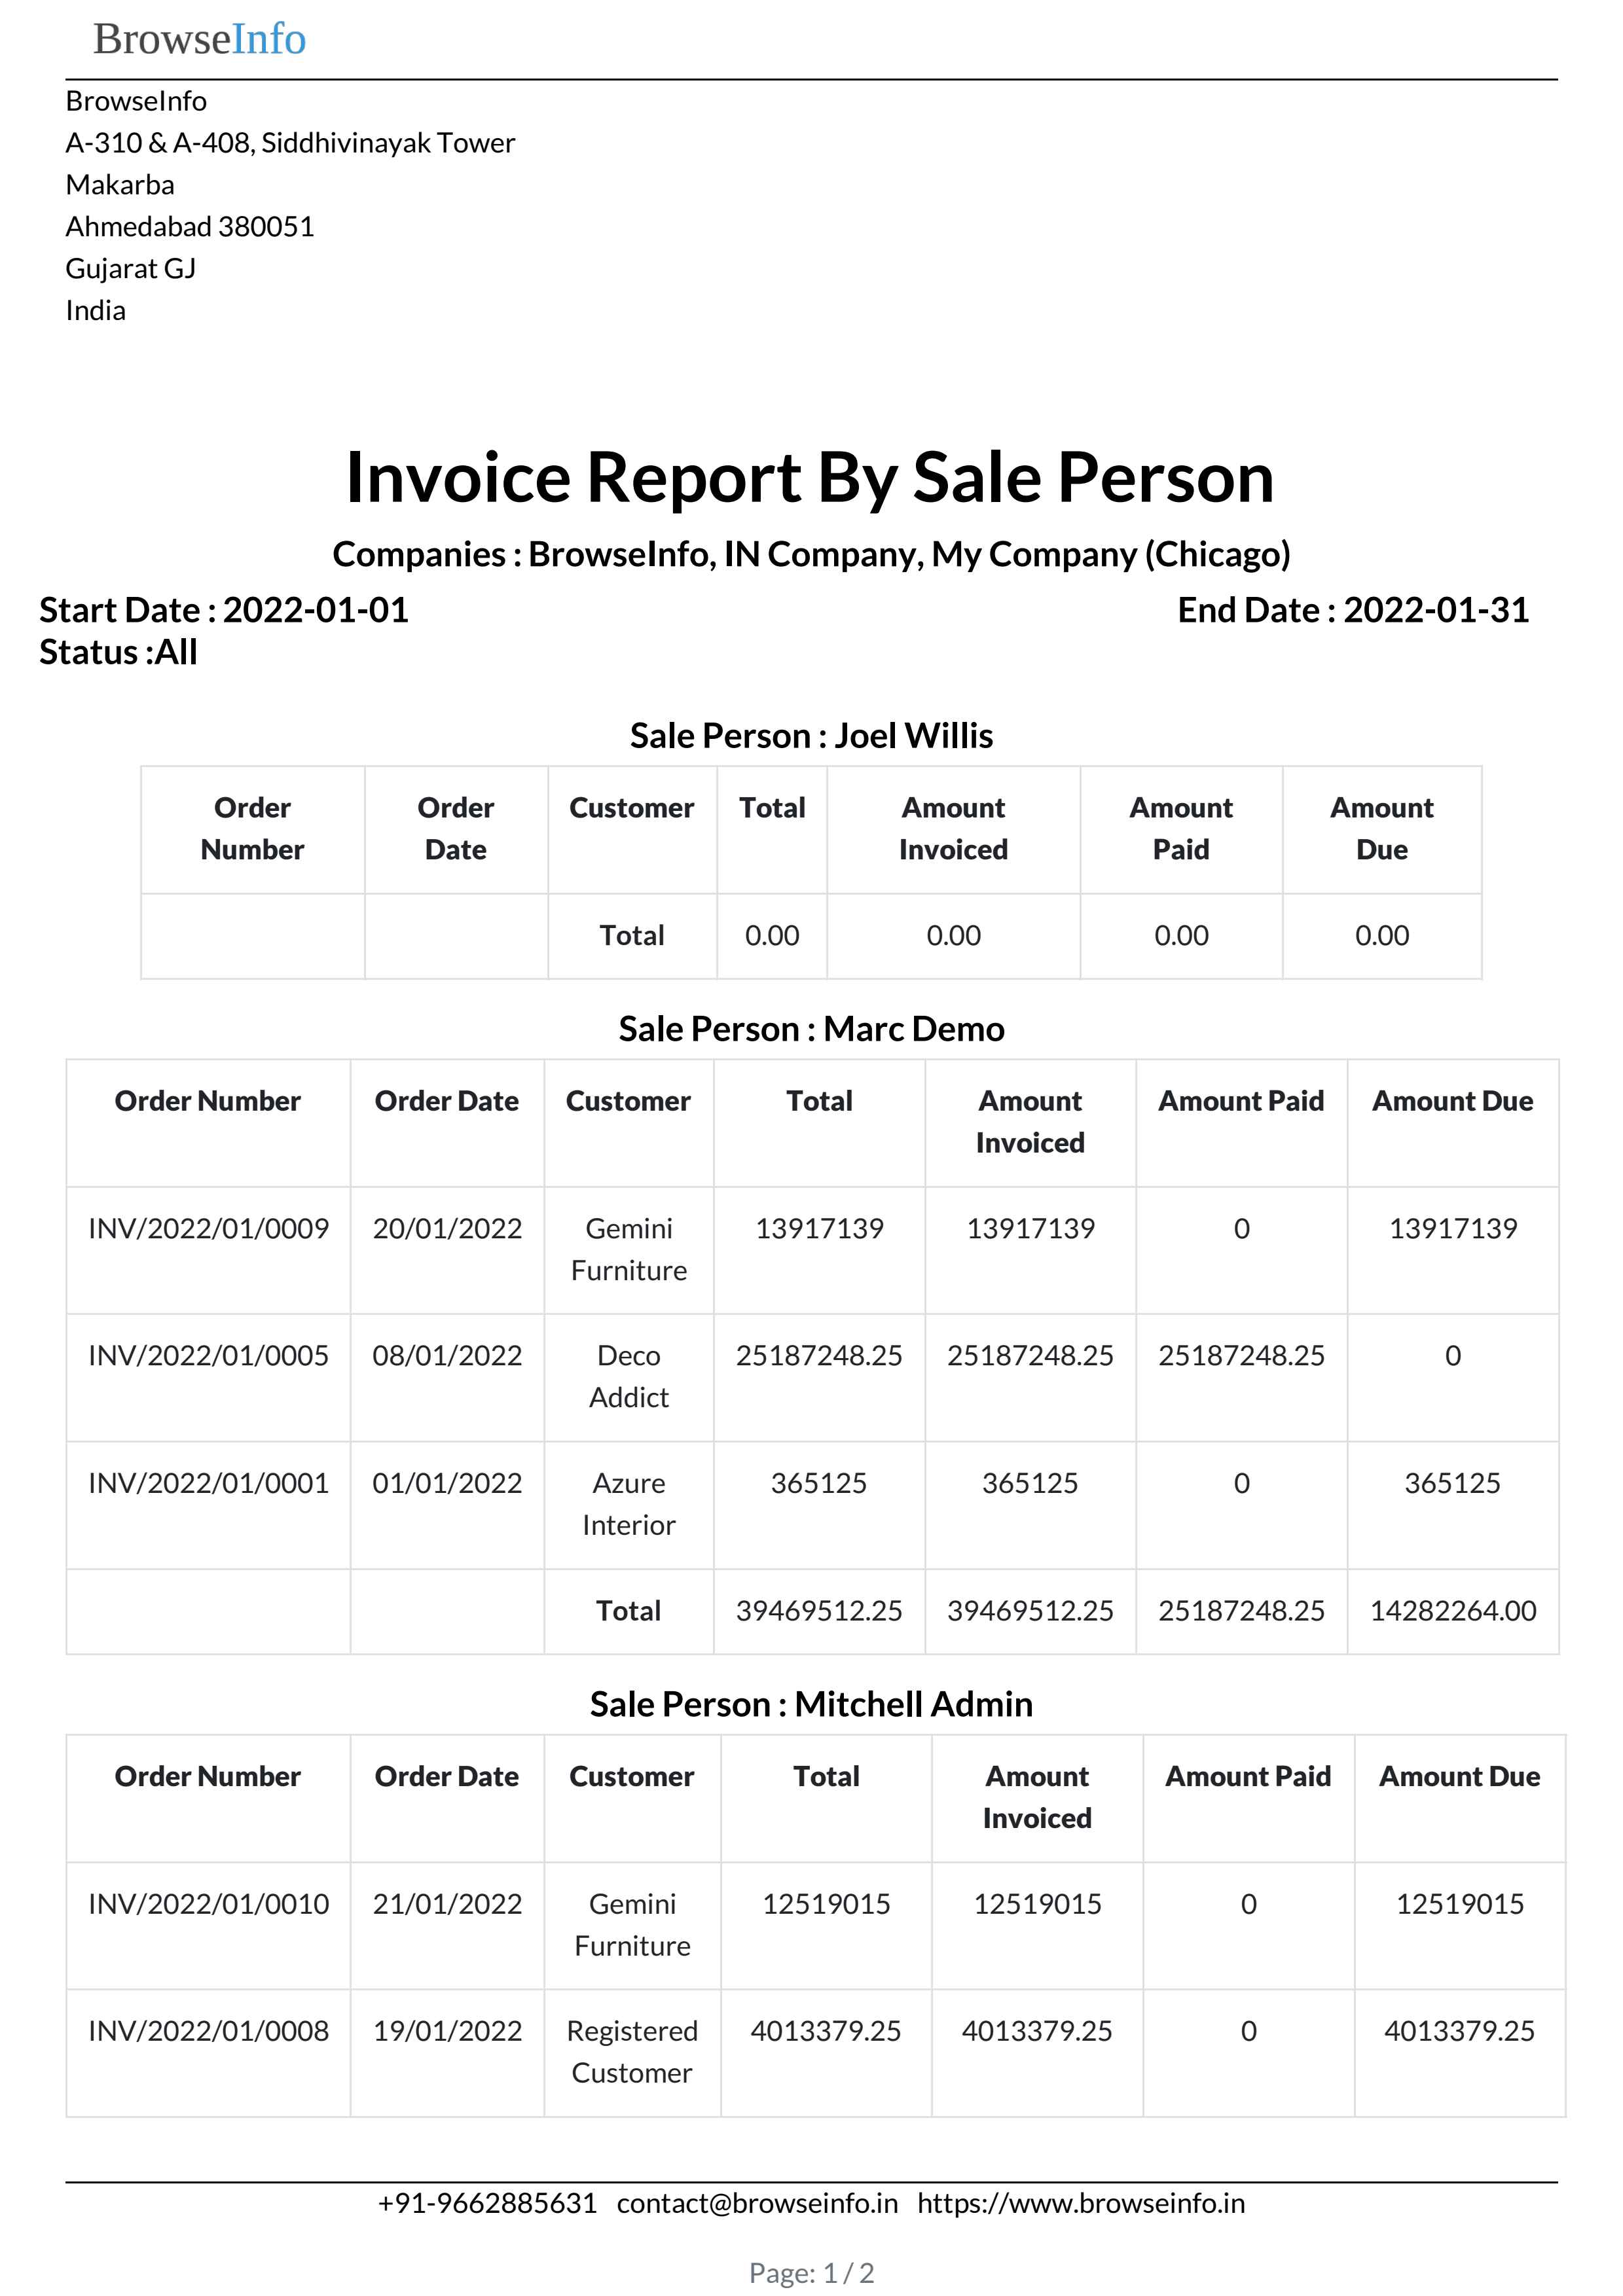 BrowseInfo
BrowseInfo
A-310 & A-408, Siddhivinayak Tower
Makarba
Ahmedabad 380051
Gujarat GJ
India
Invoice Report By Sale Person
Companies : BrowseInfo, IN Company, My Company (Chicago)
Start Date : 2022-01-01 End Date : 2022-01-31
Status :All
Sale Person : Joel Willis
Order Order Customer Total Amount Amount Amount
Number Date Invoiced Paid Due
Total 0.00 0.00 0.00 0.00
Sale Person : Marc Demo
Order Number Order Date Customer Total Amount Amount Paid Amount Due
Invoiced
INV/2022/01/0009 20/01/2022 Gemini 13917139 13917139 0 13917139
Furniture
INV/2022/01/0005 08/01/2022 Deco 25187248.25 25187248.25 25187248.25 0
Addict
INV/2022/01/0001 01/01/2022 Azure 365125 365125 0 365125
Interior
Total 39469512.25 39469512.25 25187248.25 14282264.00
Sale Person : Mitchell Admin
Order Number Order Date Customer Total Amount Amount Paid Amount Due
Invoiced
INV/2022/01/0010 21/01/2022 Gemini 12519015 12519015 0 12519015
Furniture
INV/2022/01/0008 19/01/2022 Registered 4013379.25 4013379.25 0 4013379.25
Customer
+91-9662885631 contact@browseinfo.in https://www.browseinfo.in
Page: 1 / 2